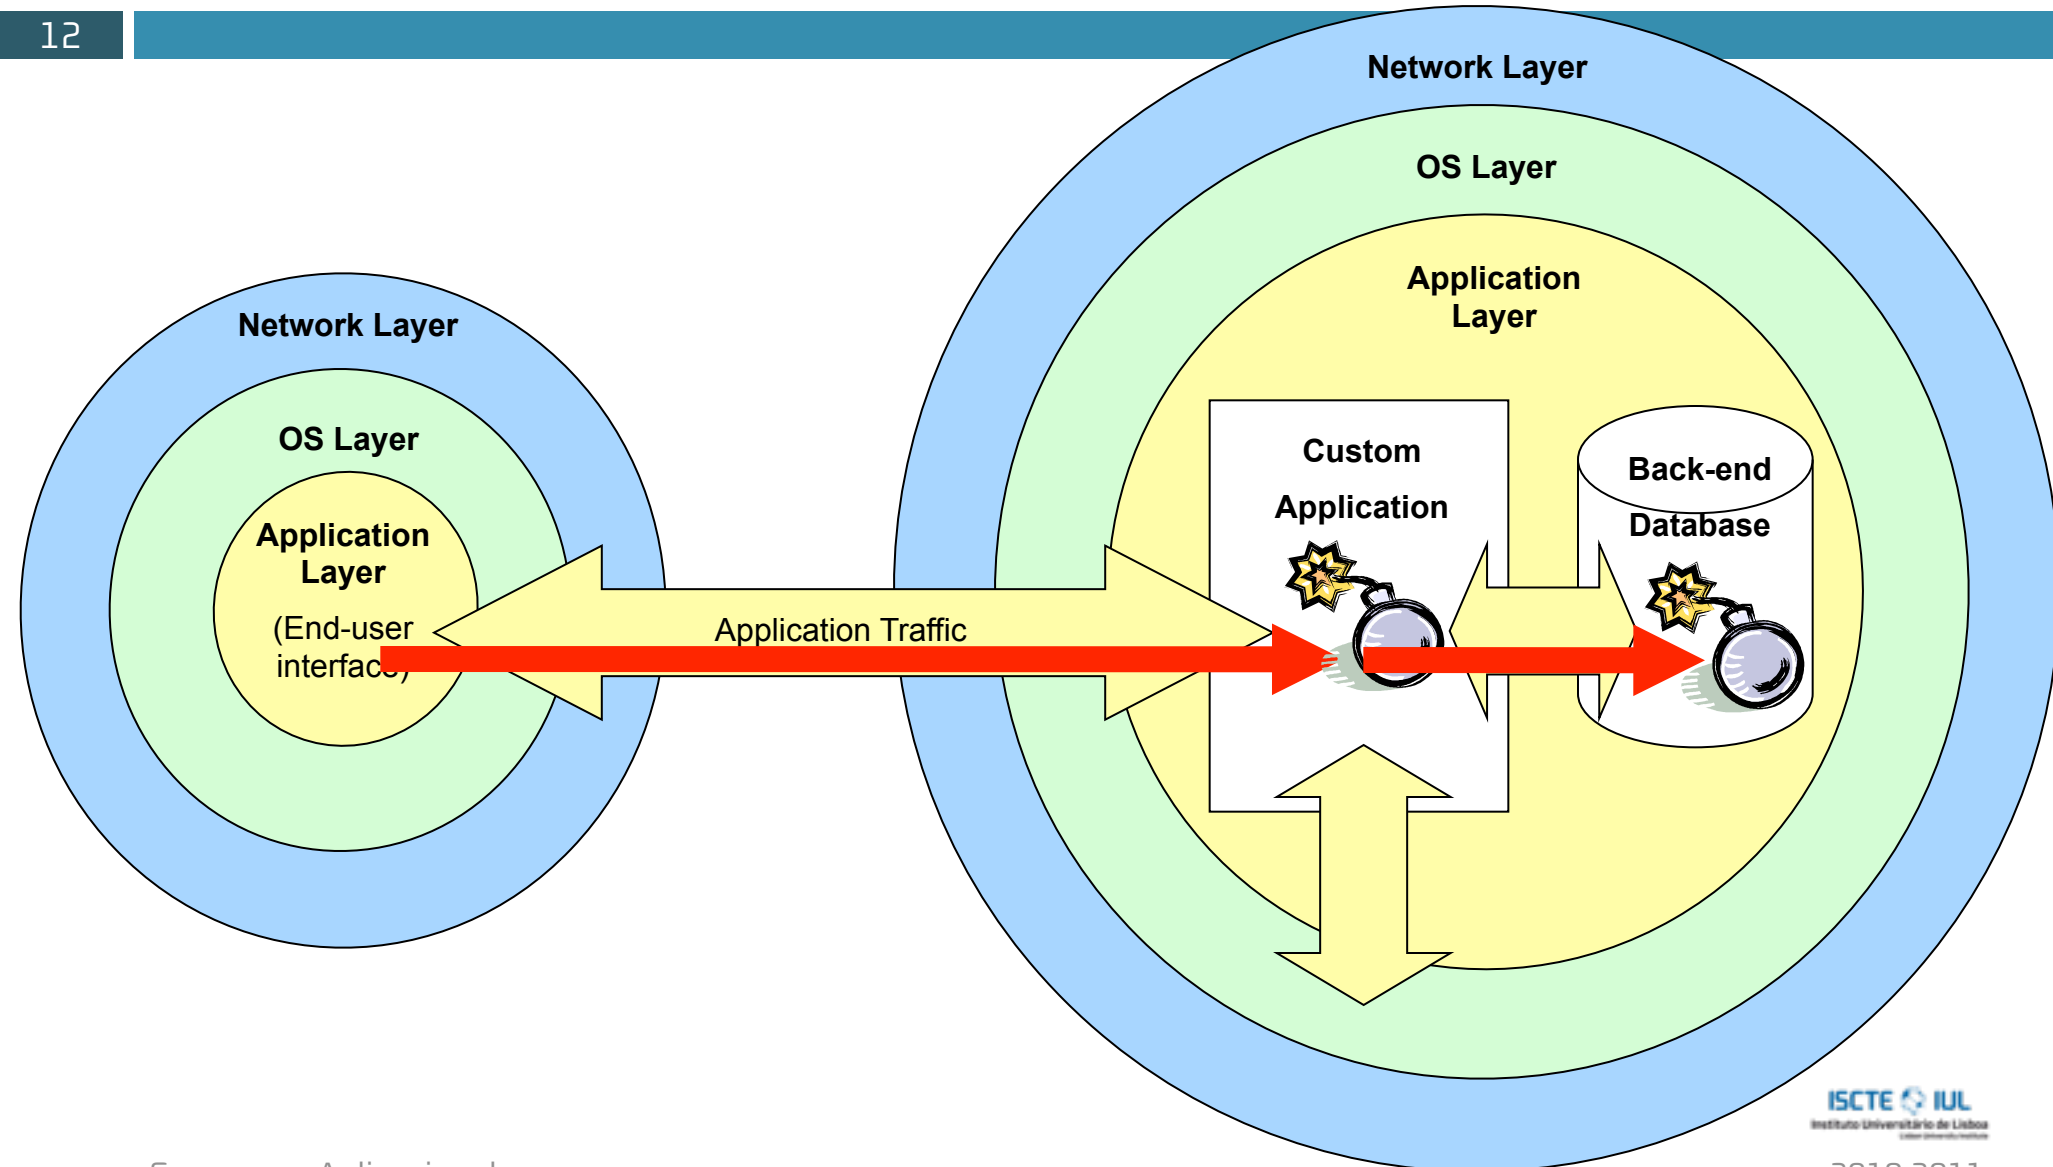 12
Network Layer
OS Layer
Application
Layer
Custom
Application
Back-end
Database
Network Layer
OS Layer
Application
Layer
(End-user
interface)
Application Traffic
ISCTE IUL
Instituto Universitário de Lisboa